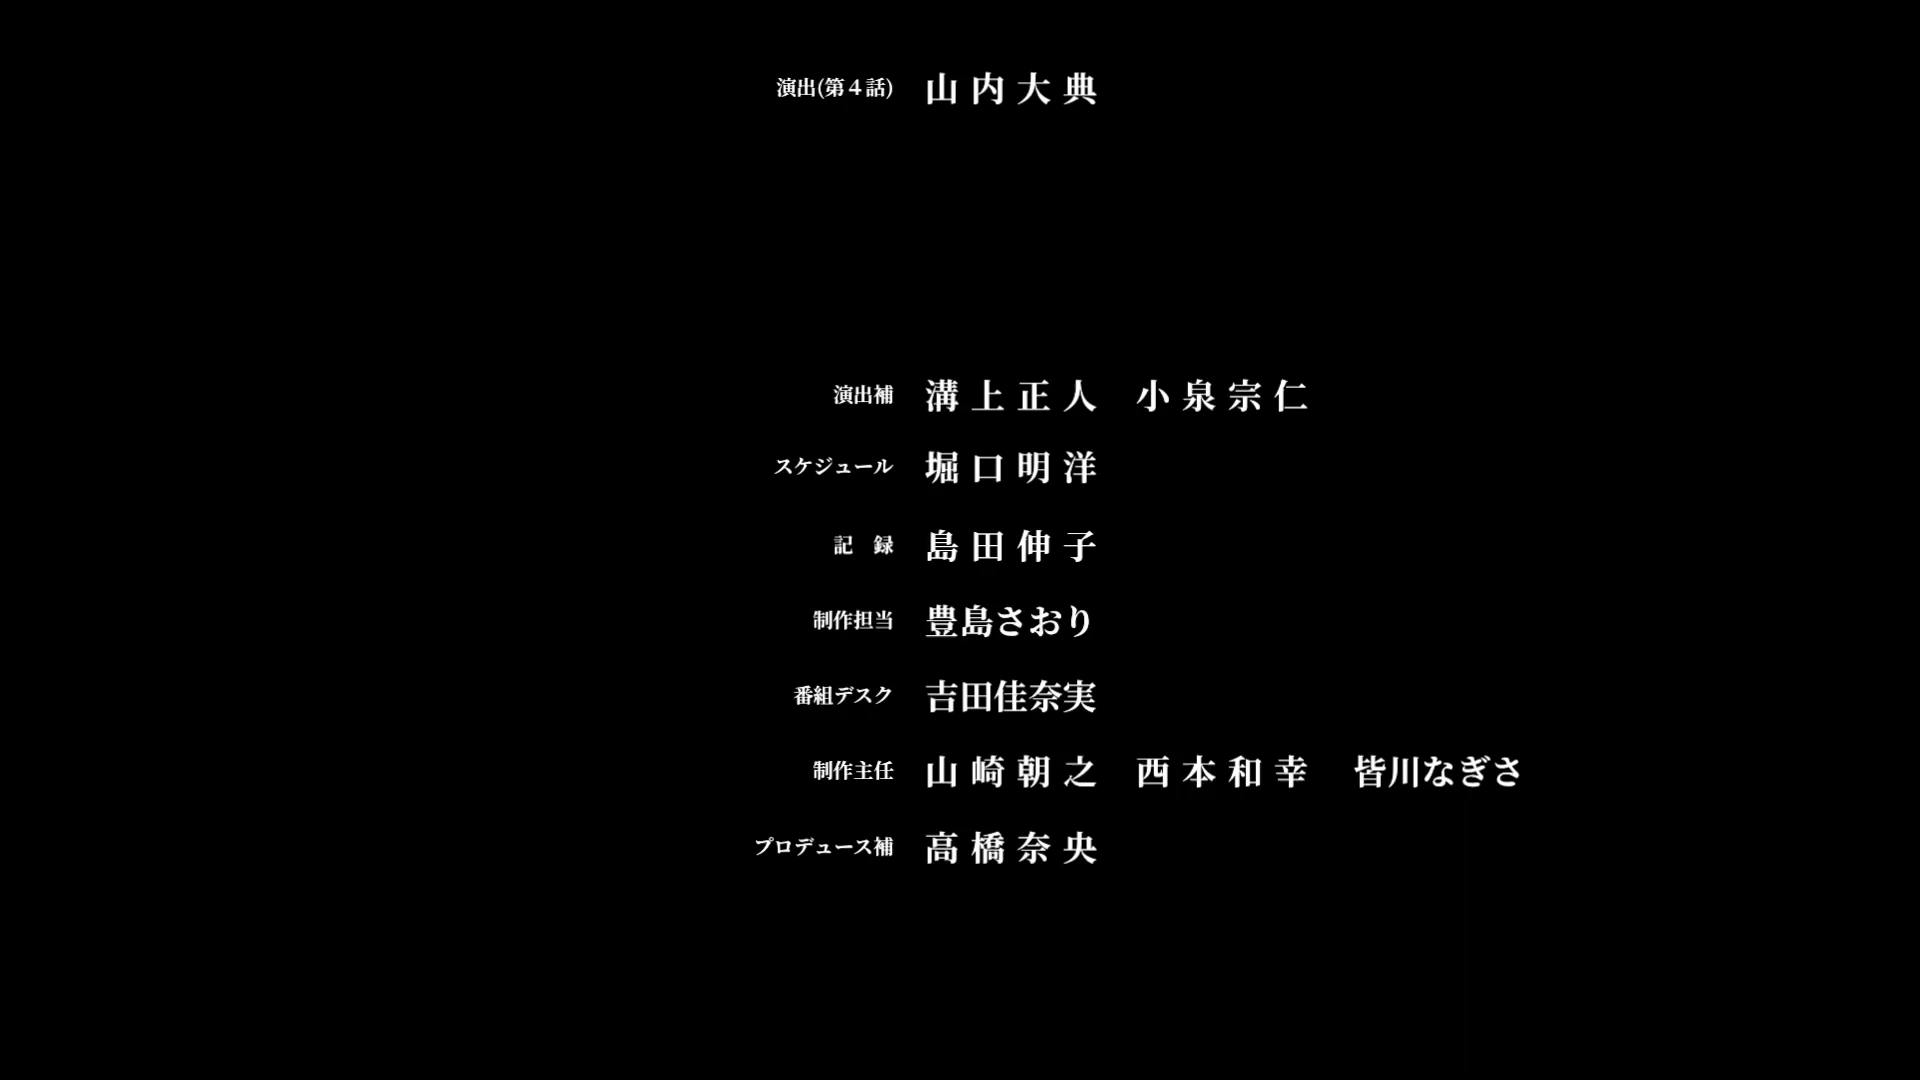 演出(第４話) 山内大典
演出補 溝上正人 小泉宗仁
スケジュール 堀口明洋
記　録 島田伸子
制作担当 豊島さおり
番組デスク 吉田佳奈実
制作主任 山崎朝之 西本和幸 皆川なぎさ
プロデュース補 高橋奈央